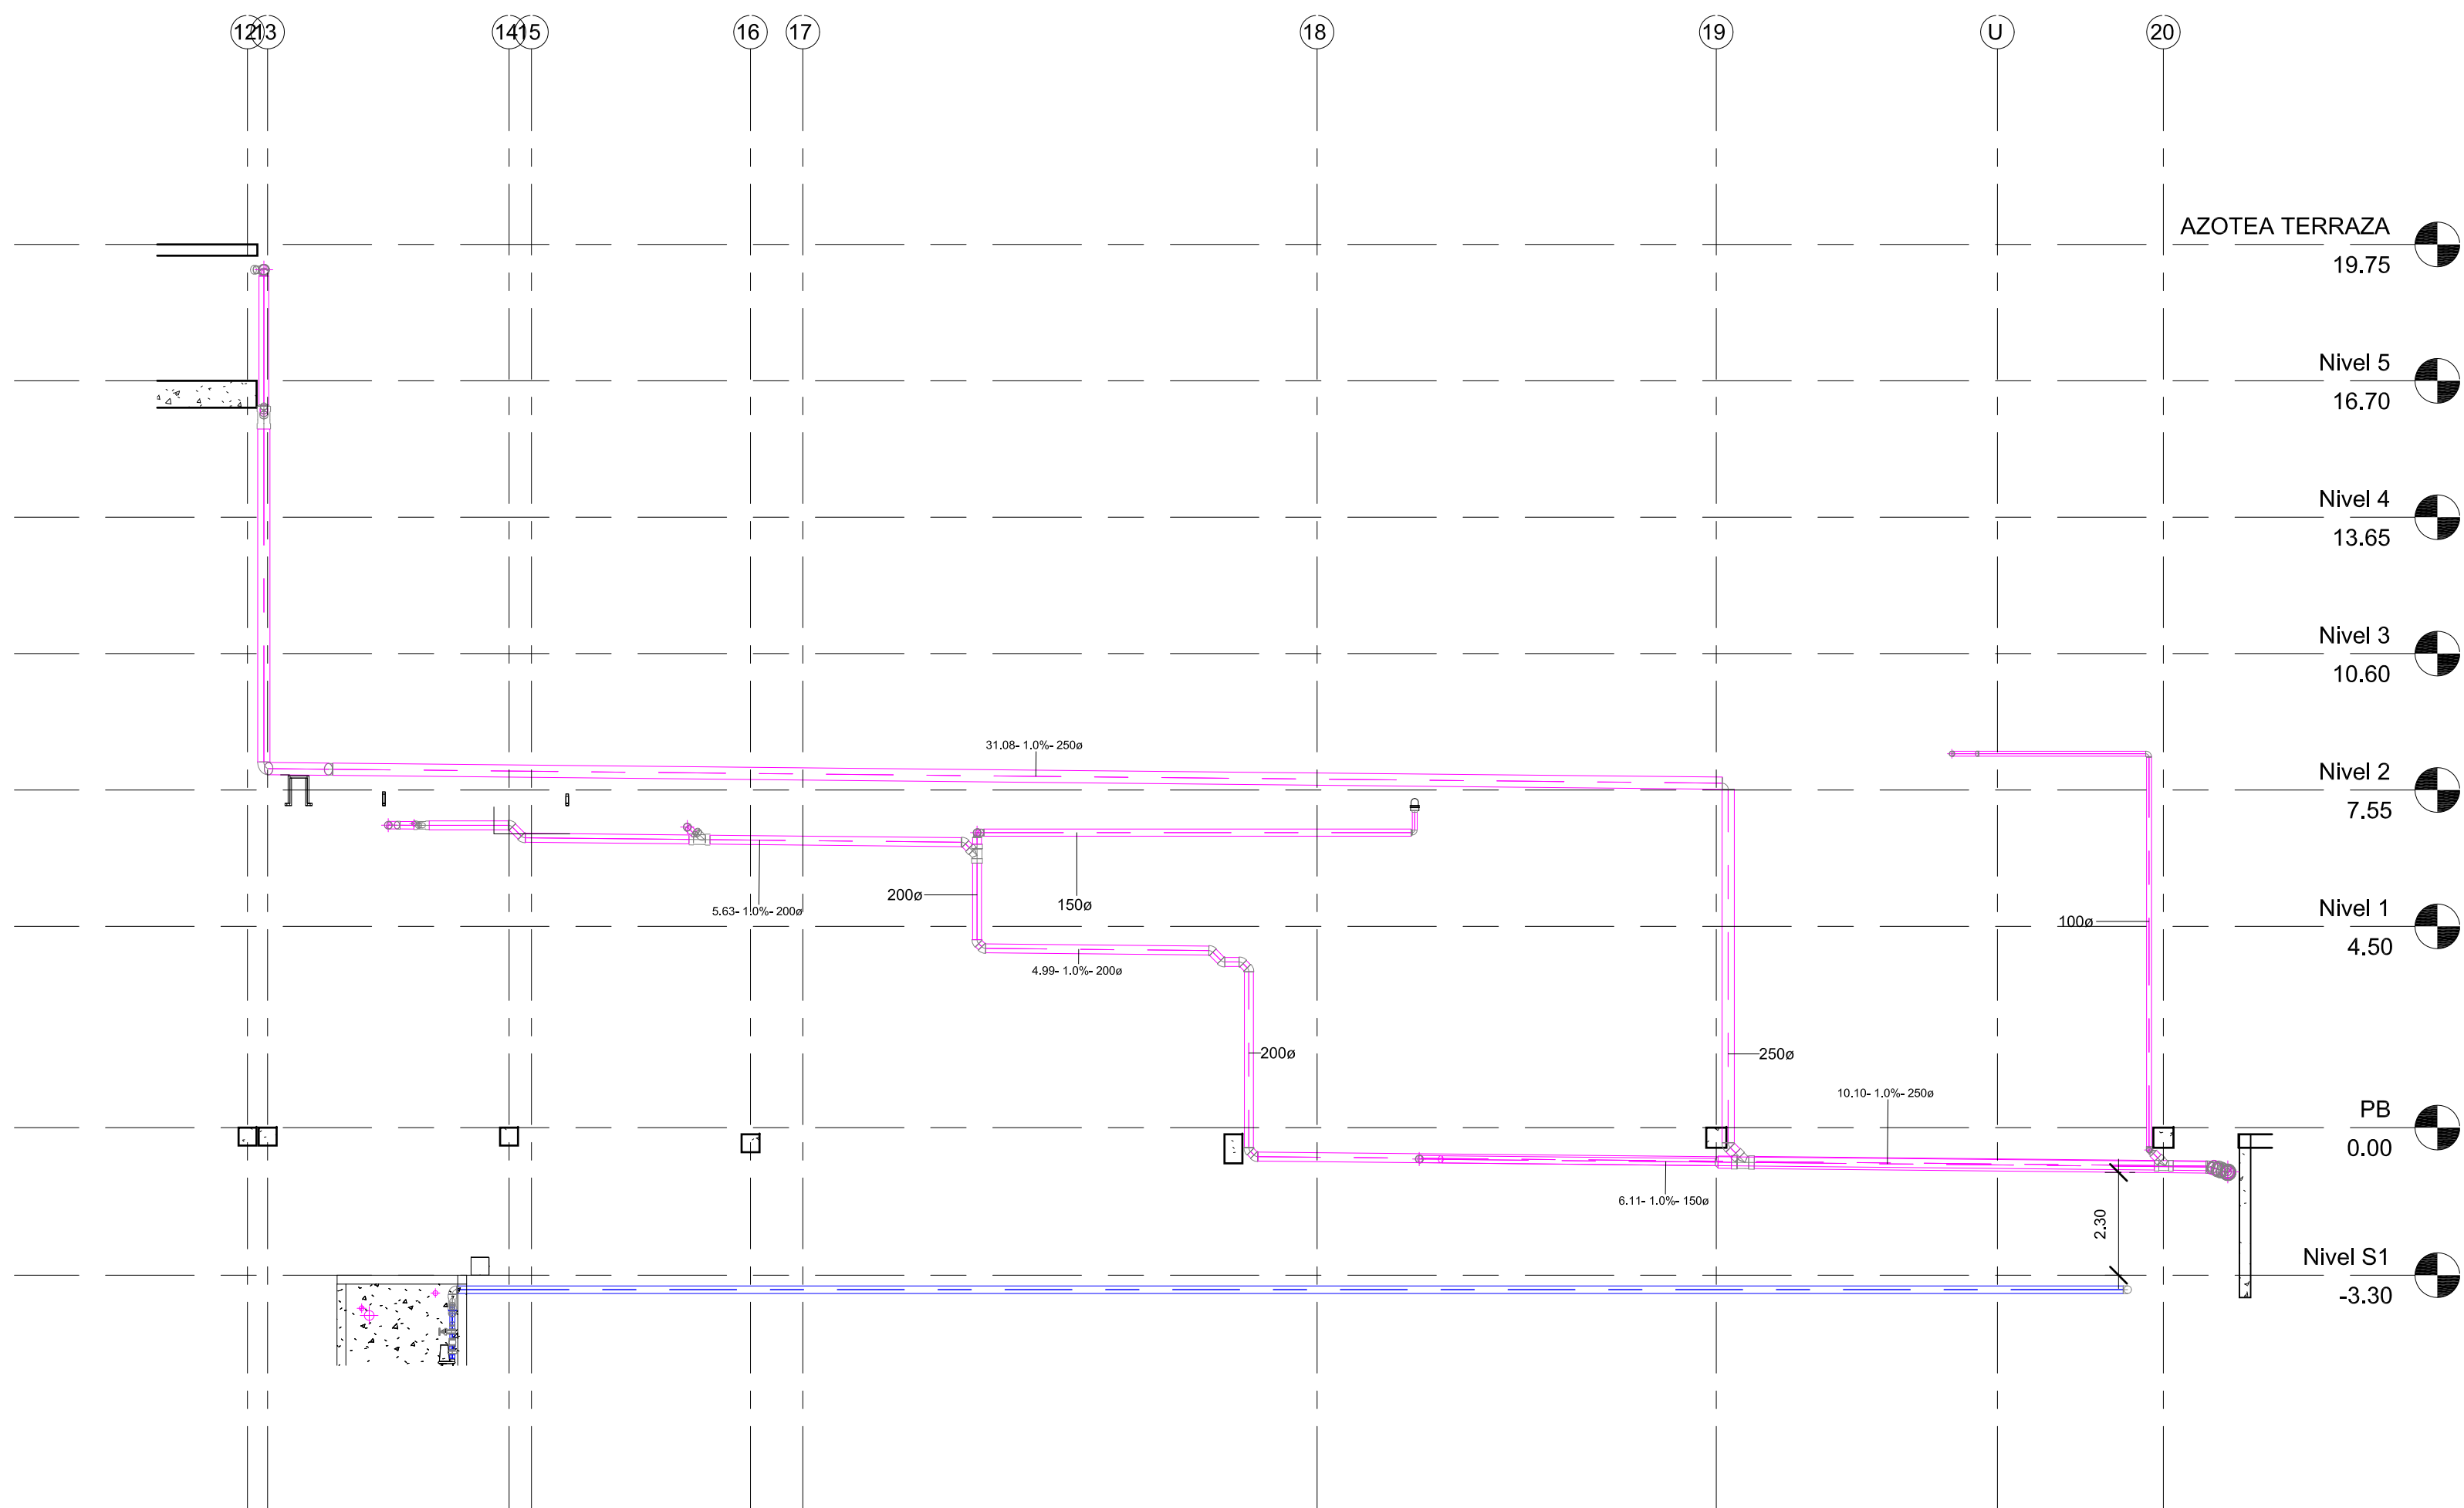 12
13
14
15
16
17
18
19
U
20
AZOTEA TERRAZA
19.75
Nivel 5
16.70
Nivel 4
13.65
Nivel 3
10.60
31.08- 1.0%- 250ø
Nivel 2
7.55
200ø
150ø
5.63- 1.0%- 200ø
100ø
Nivel 1
4.50
4.99- 1.0%- 200ø
200ø
250ø
10.10- 1.0%- 250ø
PB
0.00
6.11- 1.0%- 150ø
2.30
Nivel S1
-3.30